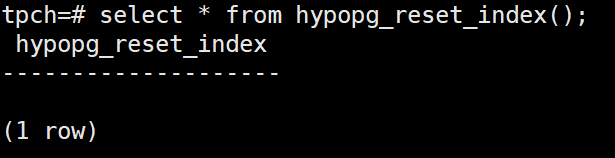 tpch=# select * from hypopg_reset_index();
 hypopg_reset_index
--------------------

(1 row)